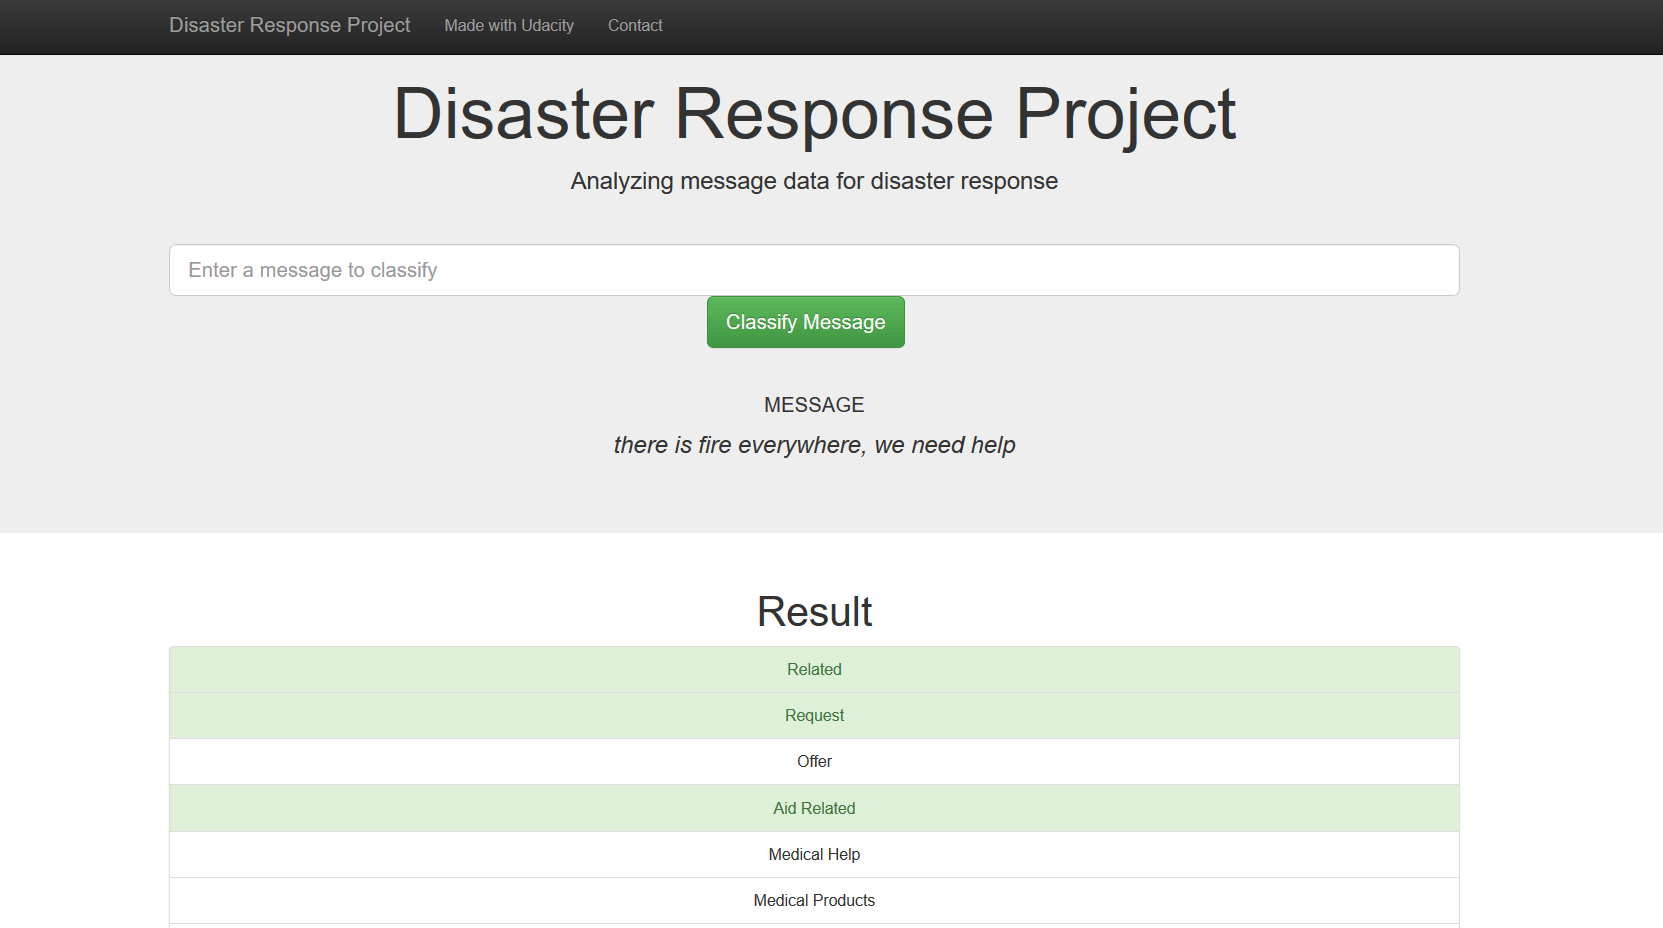 Disaster Response Project Made with Udacity Contact
Disaster Response Project
Analyzing message data for disaster response
Enter a message to classify
Classify Message
MESSAGE
there is fire everywhere, we need help
Result
Related
Request
Offer
Aid Related
Medical Help
Medical Products